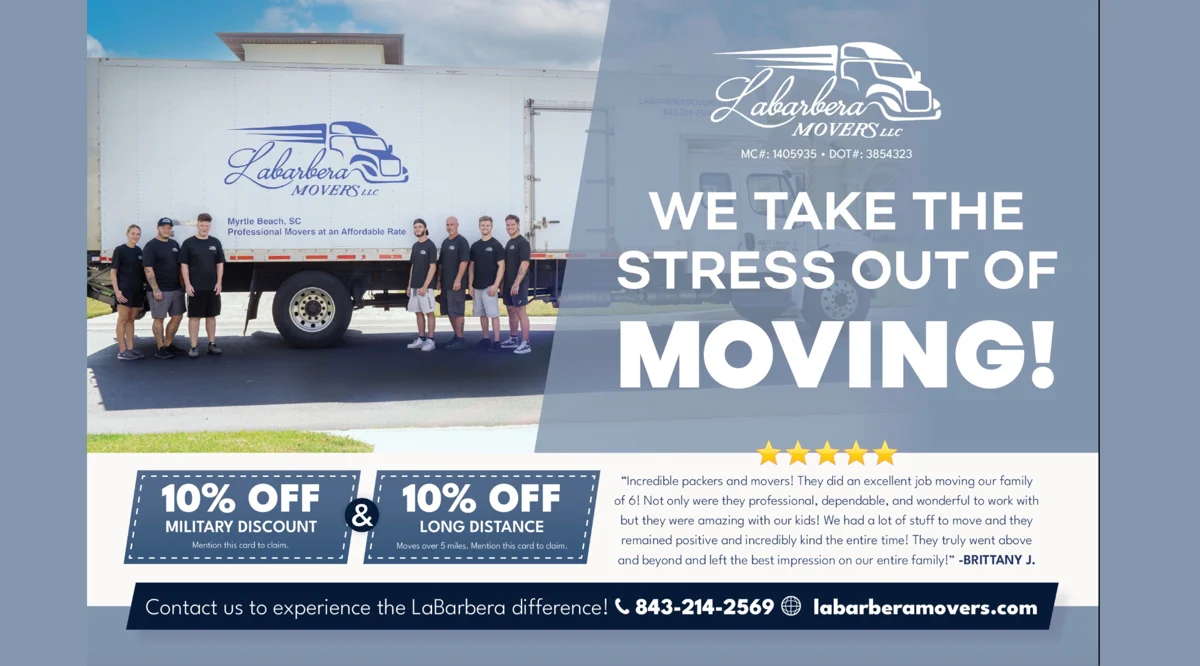 Labarbera
MOVERS LLC
Myrtle Beach, SC
Professional Movers at an Affordable Rate
LABARBERAMOVERS
843-214-2569
Labarbera
MOVERS LLC
MC#: 1405935 • DOT#: 3854323
WE TAKE THE
STRESS OUT OF
MOVING!
10% OFF
MILITARY DISCOUNT
Mention this card to claim.
&
10% OFF
LONG DISTANCE
Moves over 5 miles. Mention this card to claim.
“Incredible packers and movers! They did an excellent job moving our family
of 6! Not only were they professional, dependable, and wonderful to work with
but they were amazing with our kids! We had a lot of stuff to move and they
remained positive and incredibly kind the entire time! They truly went above
and beyond and left the best impression on our entire family!” -BRITTANY J.
Contact us to experience the LaBarbera difference! 843-214-2569 labarberamovers.com